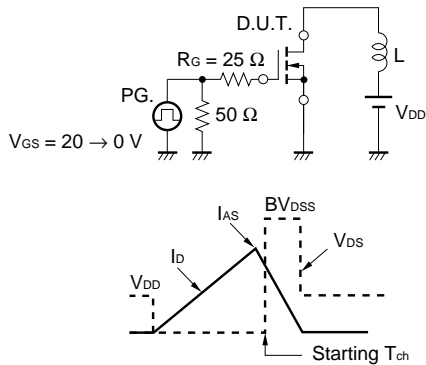 D.U.T.
RG = 25 Ω
L
PG.
50 Ω
VDD
VGS = 20 → 0 V
BVDSS
IAS
ID
VDS
VDD
Starting Tch